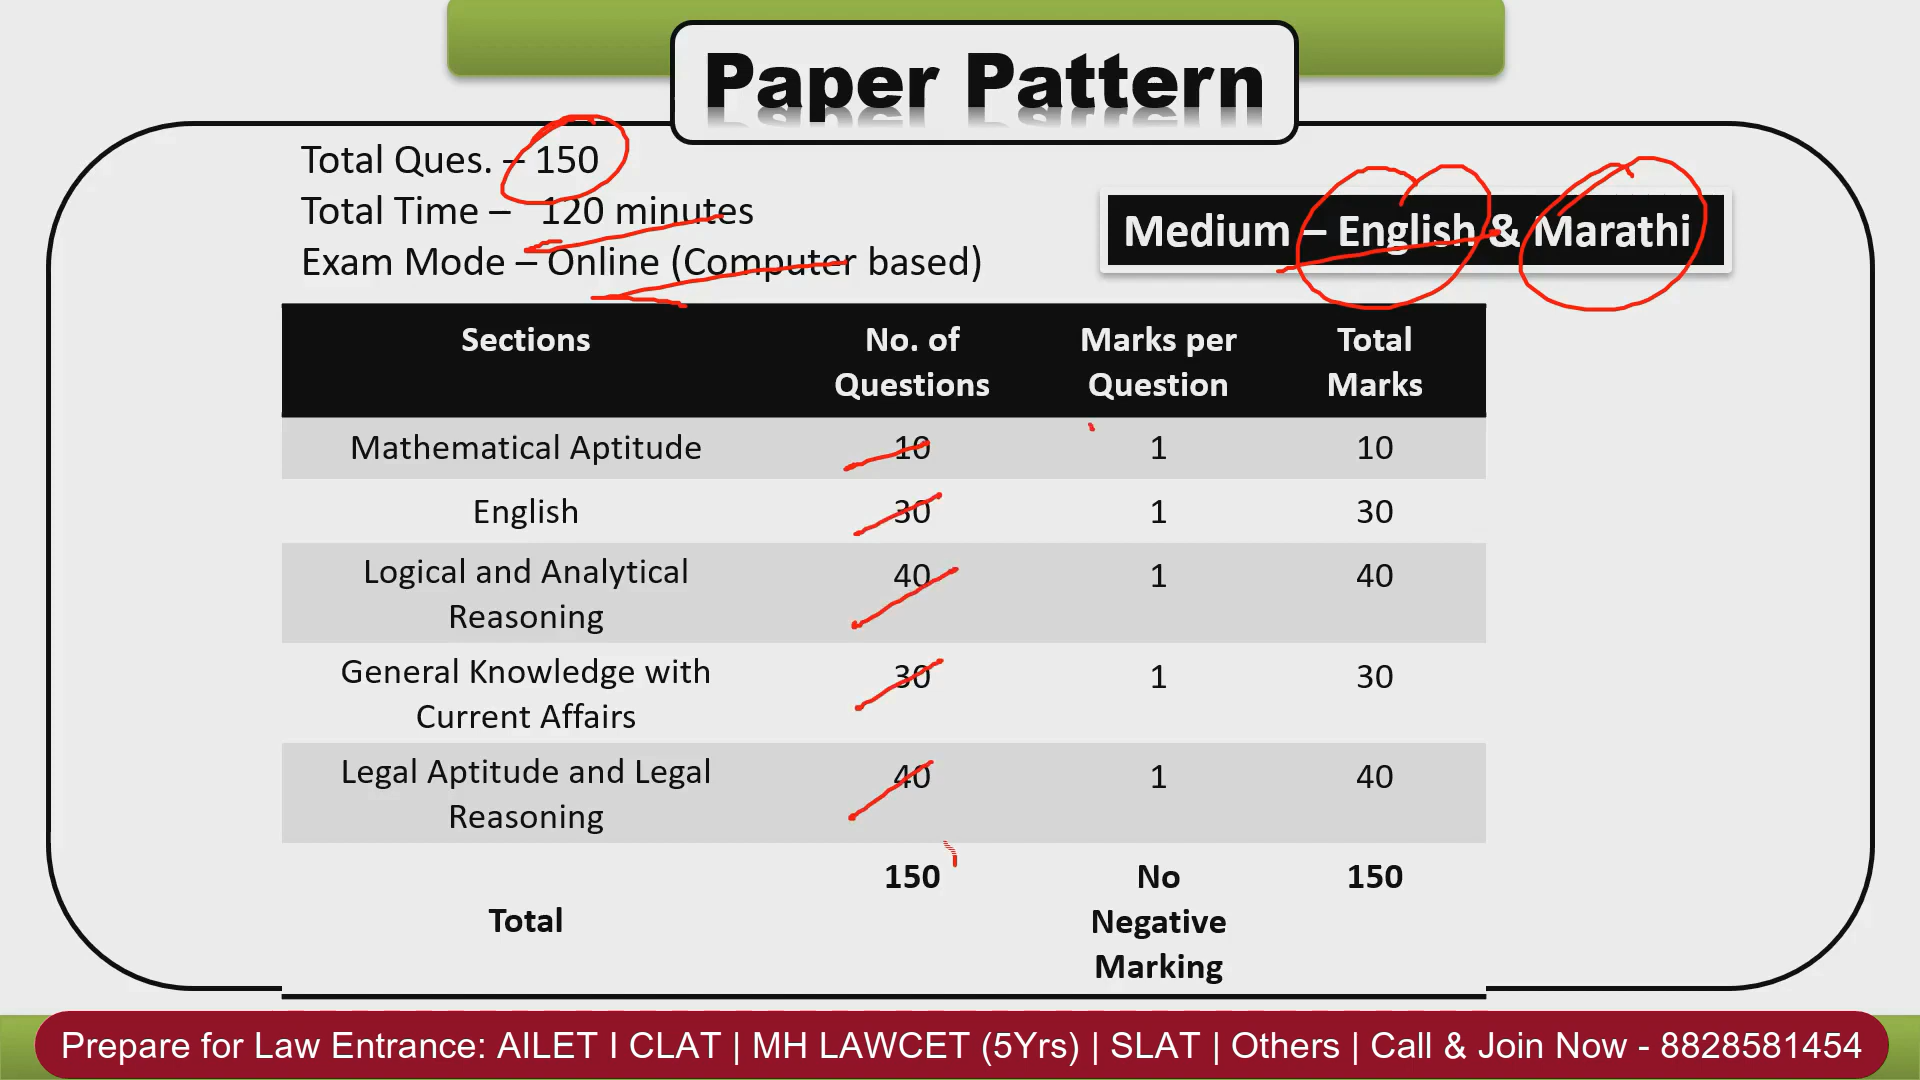 Paper Pattern
Total Ques. – 150
Total Time – 120 minutes
Exam Mode – Online (Computer based)
Medium – English & Marathi
Sections No. of Questions Marks per Question Total Marks
Mathematical Aptitude 10 1 10
English 30 1 30
Logical and Analytical Reasoning 40 1 40
General Knowledge with Current Affairs 30 1 30
Legal Aptitude and Legal Reasoning 40 1 40
Total 150 No Negative Marking 150
Prepare for Law Entrance: AILET I CLAT | MH LAWCET (5Yrs) | SLAT | Others | Call & Join Now - 8828581454